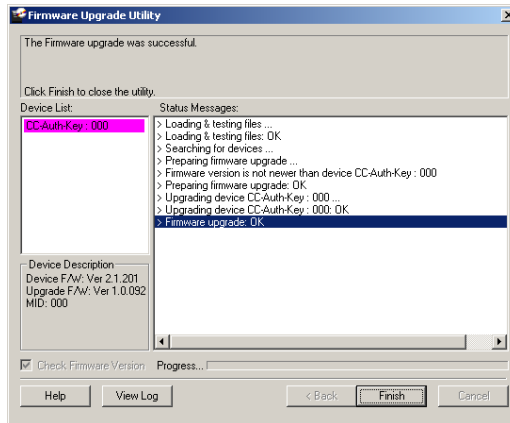 Firmware Upgrade Utility
The Firmware upgrade was successful.
Click Finish to close the utility.
Device List:
Status Messages:
CC-Auth-Key : 000
> Loading & testing files ...
> Loading & testing files: OK
> Searching for devices ...
> Preparing firmware upgrade ...
> Firmware version is not newer than device CC-Auth-Key : 000
> Preparing firmware upgrade: OK
> Upgrading device CC-Auth-Key : 000 ...
> Upgrading device CC-Auth-Key : 000: OK
> Firmware upgrade: OK
Device Description
Device F/W: Ver 2.1.201
Upgrade F/W: Ver 1.0.092
MID: 000
Check Firmware Version
Progress...
Help
View Log
< Back
Finish
Cancel